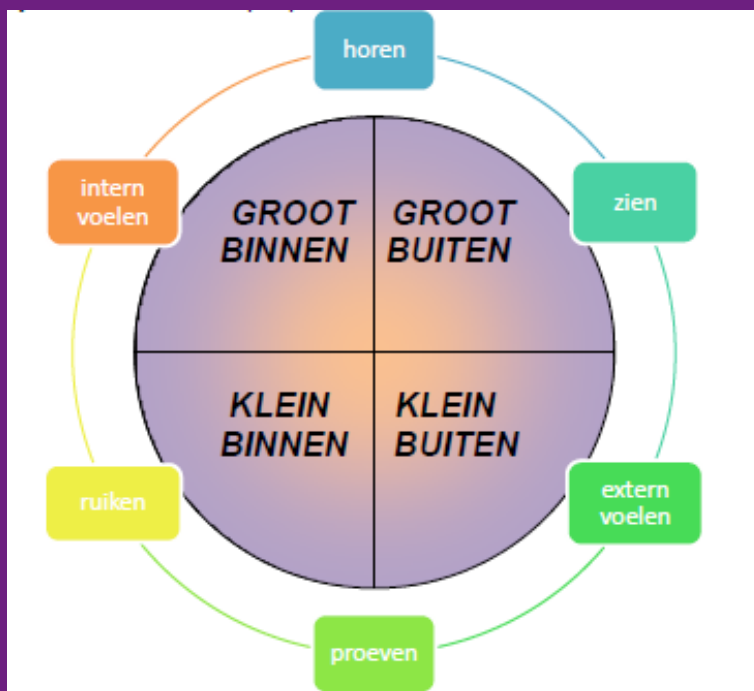 horen
intern
voelen
zien
GROOT
BINNEN
GROOT
BUITEN
KLEIN
BINNEN
KLEIN
BUITEN
ruiken
extern
voelen
proeven